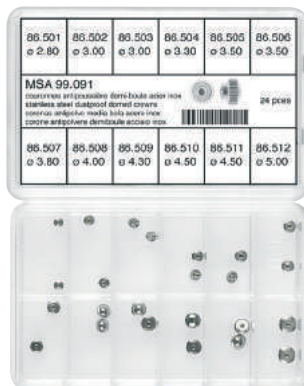 86.501 86.502 86.503 86.504 86.505 86.506
ø 2.80 ø 3.00 ø 3.00 ø 3.30 ø 3.50 ø 3.50
MSA 99.091
couronnes antipoussière demi-boule acier inox
stainless steel dustproof domed crowns
coronas antipolvo media bola acero inox
corone antipolvere demiboule acciaio inox
24 pces
86.507 86.508 86.509 86.510 86.511 86.512
ø 3.80 ø 4.00 ø 4.30 ø 4.50 ø 4.50 ø 5.00